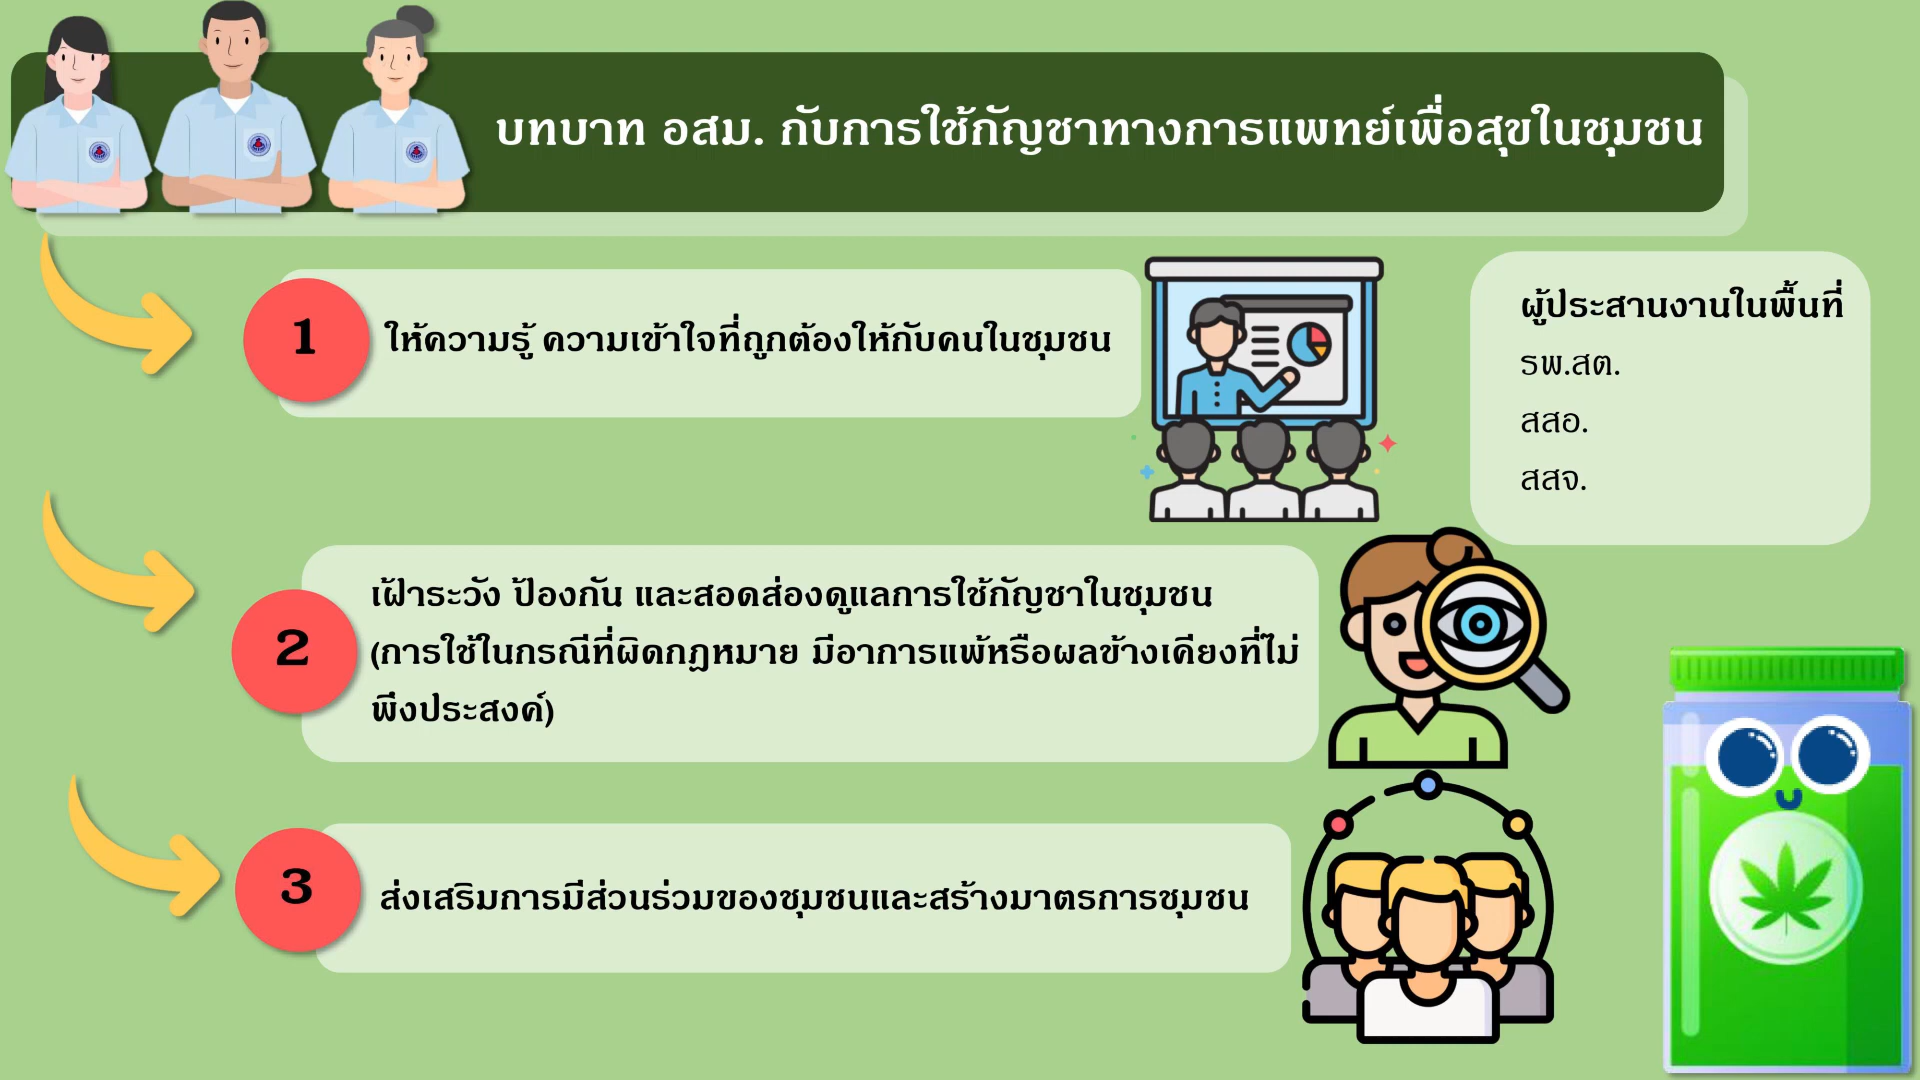 บทบาท อสม. กับการใช้กัญชาทางการแพทย์เพื่อสุขในชุมชน
1
ให้ความรู้ ความเข้าใจที่ถูกต้องให้กับคนในชุมชน
ผู้ประสานงานในพื้นที่
รพ.สต.
สสอ.
สสจ.
2
เฝ้าระวัง ป้องกัน และสอดส่องดูแลการใช้กัญชาในชุมชน
(การใช้ในกรณีที่ผิดกฎหมาย มีอาการแพ้หรือผลข้างเคียงที่ไม่
พึงประสงค์)
3
ส่งเสริมการมีส่วนร่วมของชุมชนและสร้างมาตรการชุมชน